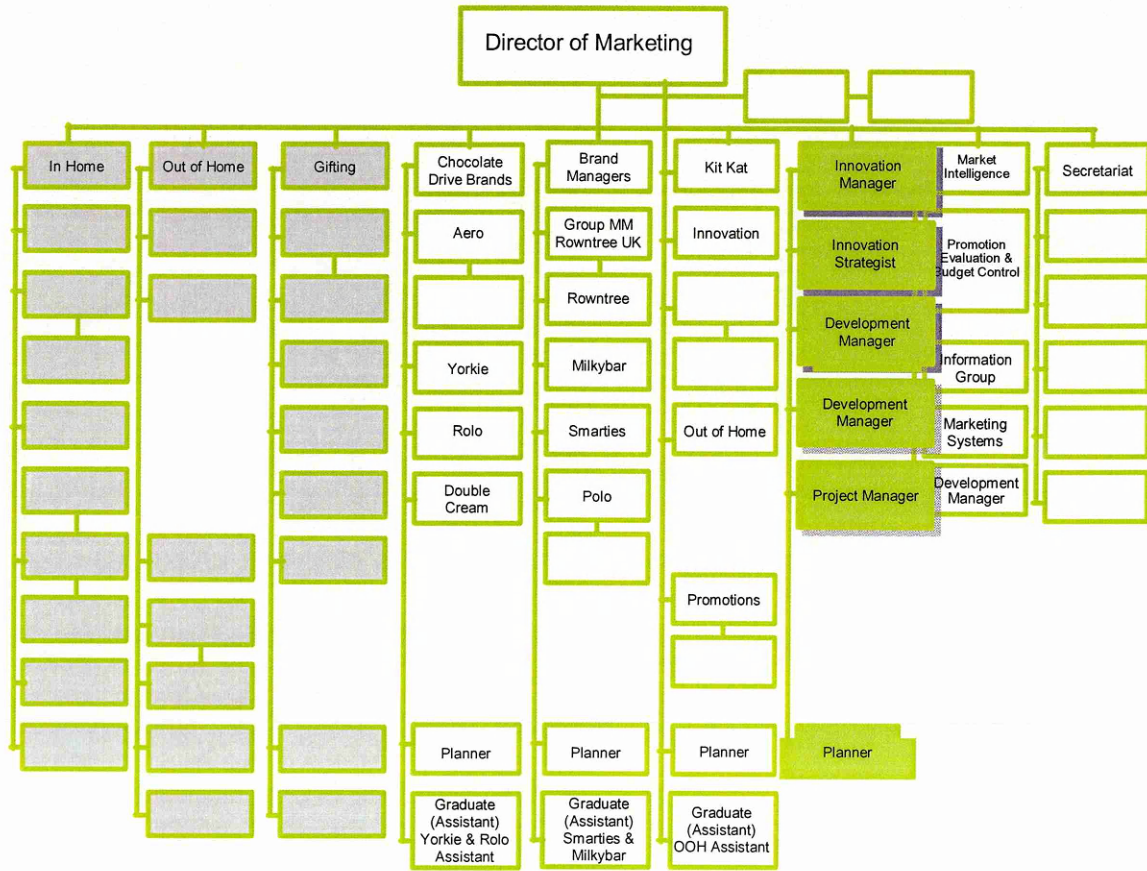 Director of Marketing
In Home
Out of Home
Gifting
Chocolate
Drive Brands
Brand
Managers
Kit Kat
Innovation
Manager
Market
Intelligence
Secretariat
Aero
Group MM
Rowntree UK
Innovation
Innovation
Strategist
Promotion
Evaluation &
Budget Control
Rowntree
Development
Manager
Yorkie
Milkybar
Information
Group
Rolo
Smarties
Out of Home
Development
Manager
Marketing
Systems
Double
Cream
Polo
Project Manager
Development
Manager
Promotions
Planner
Planner
Planner
Planner
Graduate
(Assistant)
Yorkie & Rolo
Assistant
Graduate
(Assistant)
Smarties &
Milkybar
Graduate
(Assistant)
OOH Assistant